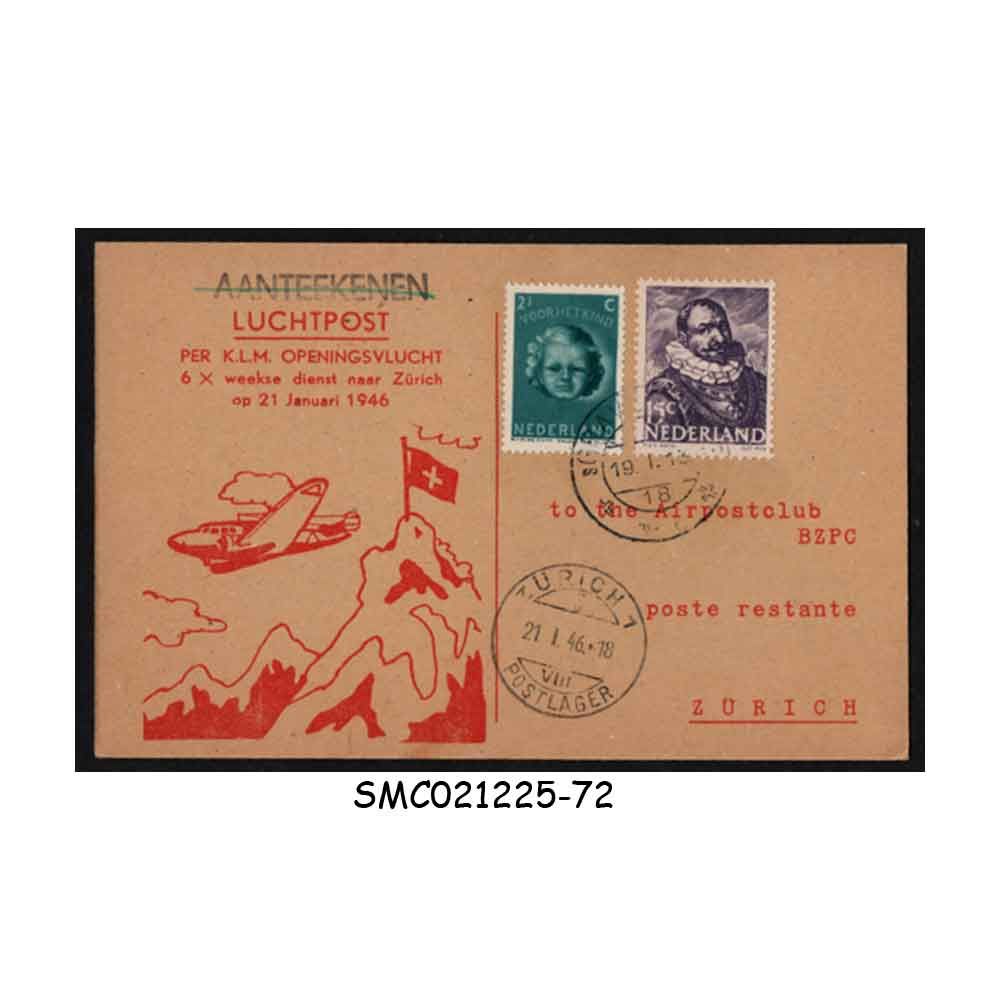 AANTEEKENEN
LUCHTPOST
PER K.L.M. OPENINGSVLUCHT
6 X weekse dienst naar Zürich
op 21 Januari 1946
2½ C
VOOR HET KIND
NEDERLAND
15C
NEDERLAND
19. I.
18
to the Airpostclub
BZPC
poste restante
ZÜRICH
ZÜRICH 1
21. I. 46.-18
VIII
POSTLAGER
SMC021225-72